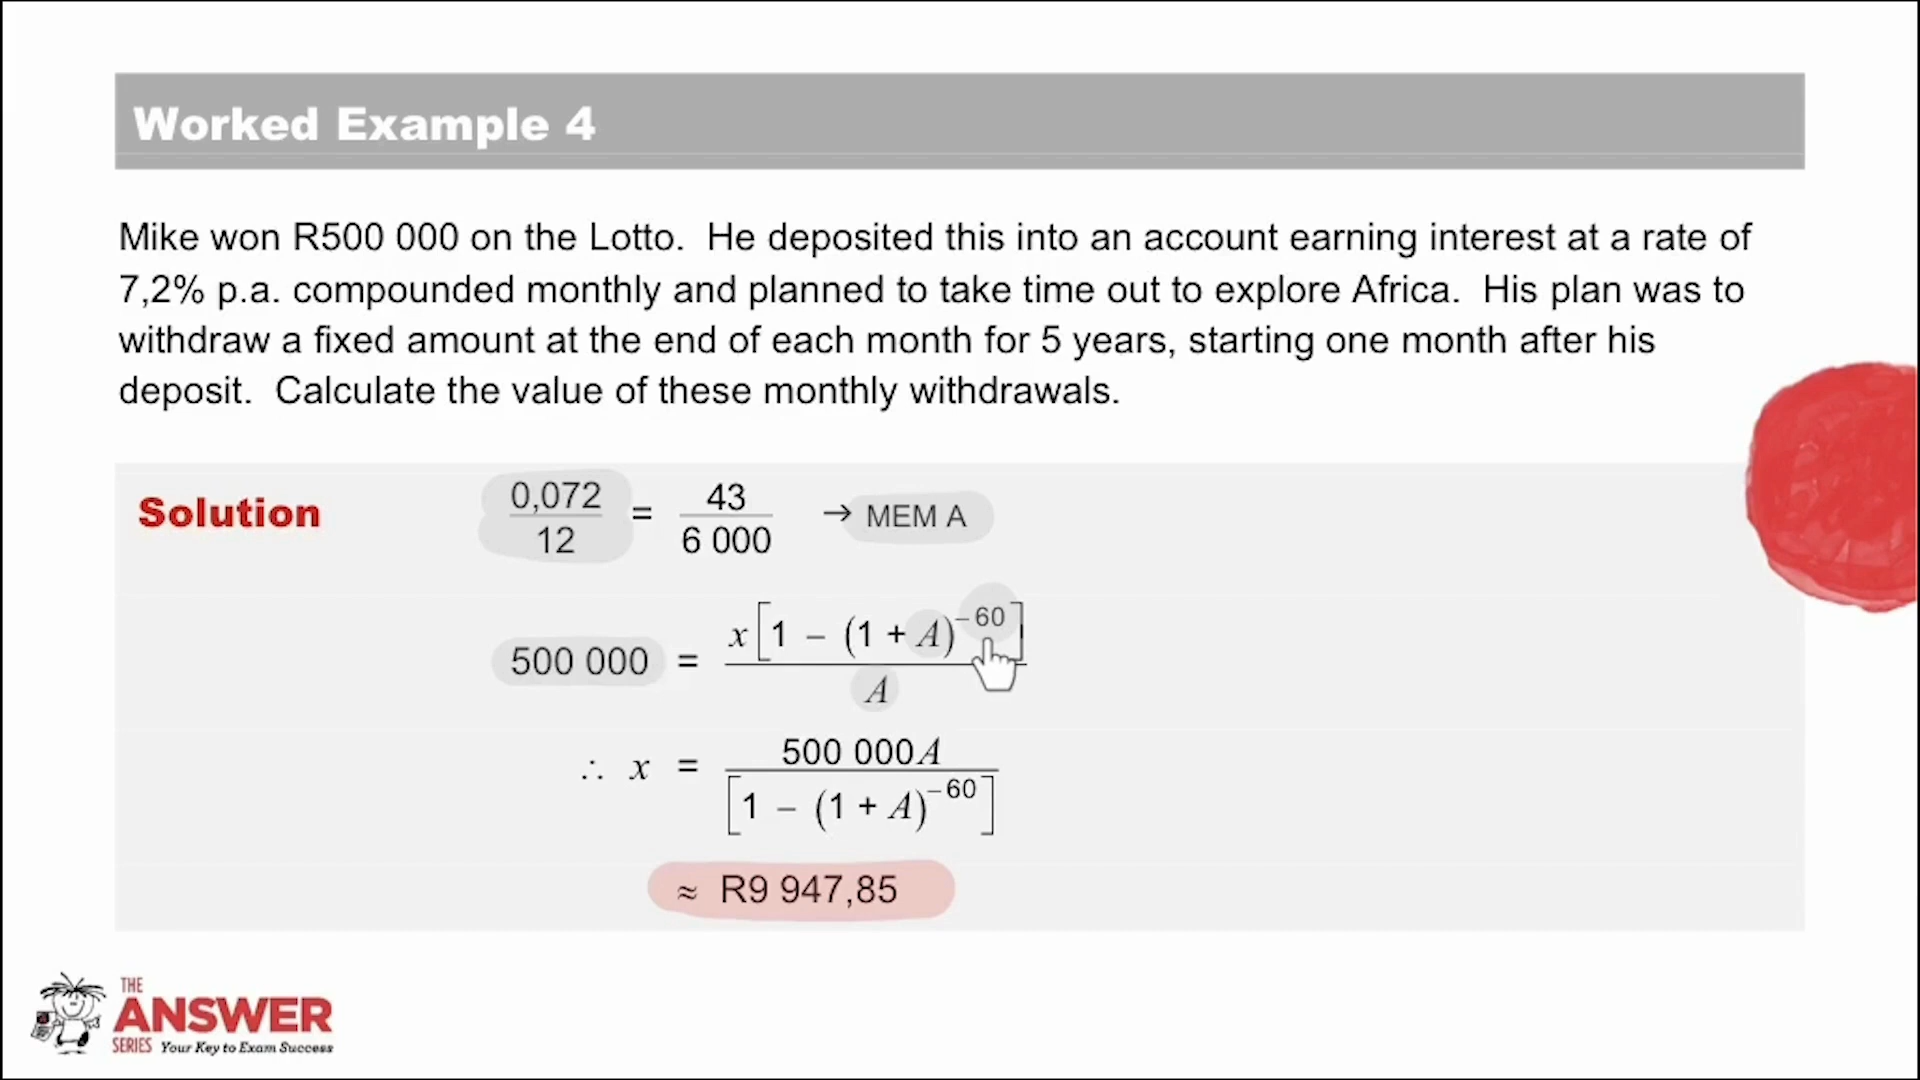 Worked Example 4
Mike won R500 000 on the Lotto. He deposited this into an account earning interest at a rate of
7,2% p.a. compounded monthly and planned to take time out to explore Africa. His plan was to
withdraw a fixed amount at the end of each month for 5 years, starting one month after his
deposit. Calculate the value of these monthly withdrawals.
Solution
0,072/12 = 43/6 000 → MEM A
500 000 = x[1 – (1 + A)^–60]/A
∴ x = 500 000A/[1 – (1 + A)^–60]
≈ R9 947,85
THE
ANSWER
SERIES Your Key to Exam Success